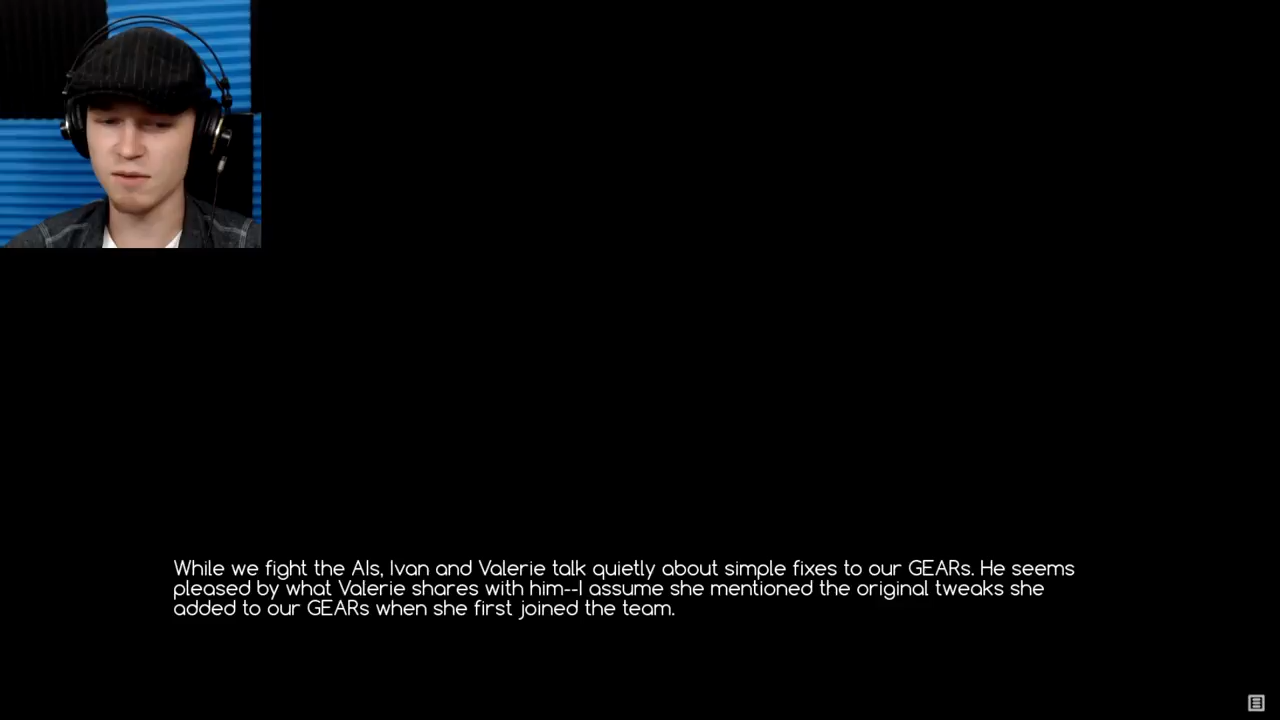 While we fight the AIs, Ivan and Valerie talk quietly about simple fixes to our GEARs. He seems
pleased by what Valerie shares with him--I assume she mentioned the original tweaks she
added to our GEARs when she first joined the team.